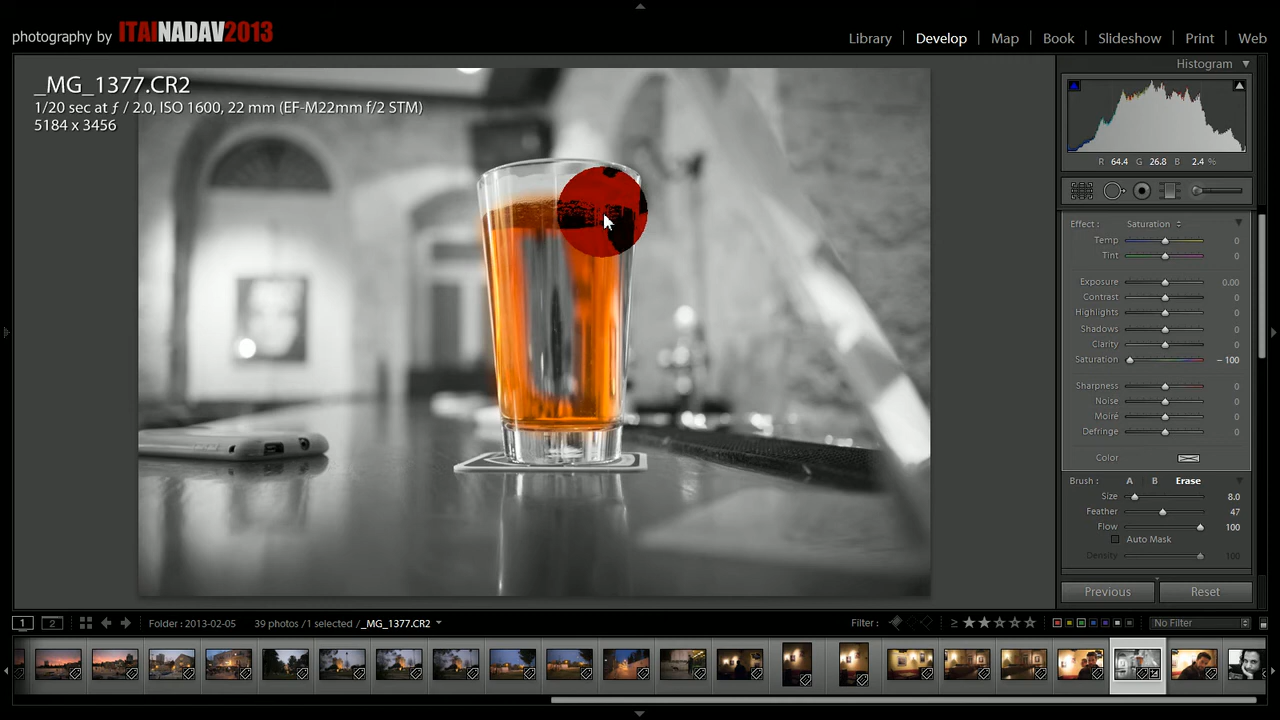 photography by ITAINADAV2013
Library Develop Map Book Slideshow Print Web
_MG_1377.CR2
1/20 sec at ƒ / 2.0, ISO 1600, 22 mm (EF-M22mm f/2 STM)
5184 x 3456
Histogram
R 64.4 G 26.8 B 2.4 %
Effect : Saturation
Temp 0
Tint 0
Exposure 0.00
Contrast 0
Highlights 0
Shadows 0
Clarity 0
Saturation – 100
Sharpness 0
Noise 0
Moiré 0
Defringe 0
Color
Brush : A B Erase
Size 8.0
Feather 47
Flow 100
Auto Mask
Density 100
Previous Reset
1 2 Folder : 2013-02-05 39 photos /1 selected /_MG_1377.CR2 Filter : ≥ No Filter